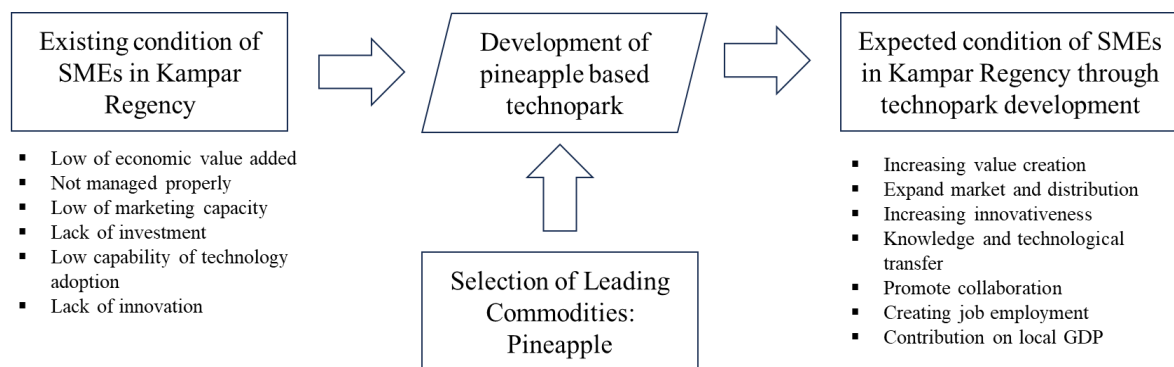 Existing condition of
SMEs in Kampar
Regency
▪ Low of economic value added
▪ Not managed properly
▪ Low of marketing capacity
▪ Lack of investment
▪ Low capability of technology
adoption
▪ Lack of innovation
Development of
pineapple based
technopark
Selection of Leading
Commodities:
Pineapple
Expected condition of SMEs
in Kampar Regency through
technopark development
▪ Increasing value creation
▪ Expand market and distribution
▪ Increasing innovativeness
▪ Knowledge and technological
transfer
▪ Promote collaboration
▪ Creating job employment
▪ Contribution on local GDP